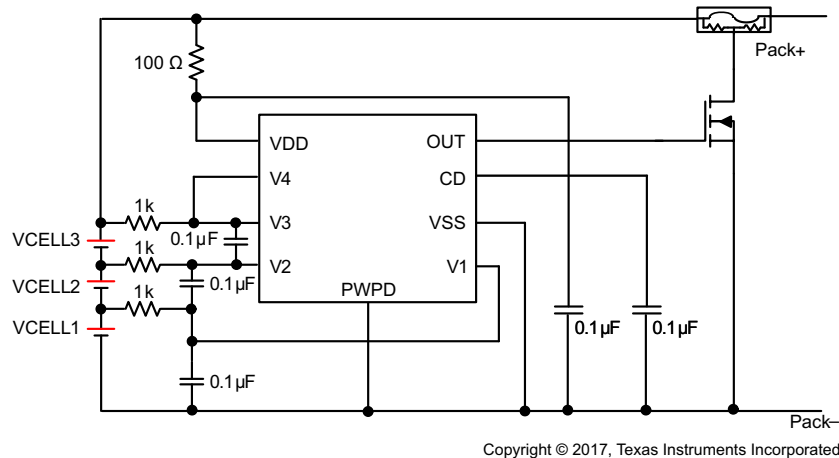 Pack+
100 Ω
VDD
OUT
V4
CD
1k
V3
VSS
VCELL3
0.1µF
1k
V2
V1
VCELL2
0.1µF
PWPD
1k
VCELL1
0.1µF
0.1µF
0.1µF
Pack–
Copyright © 2017, Texas Instruments Incorporated